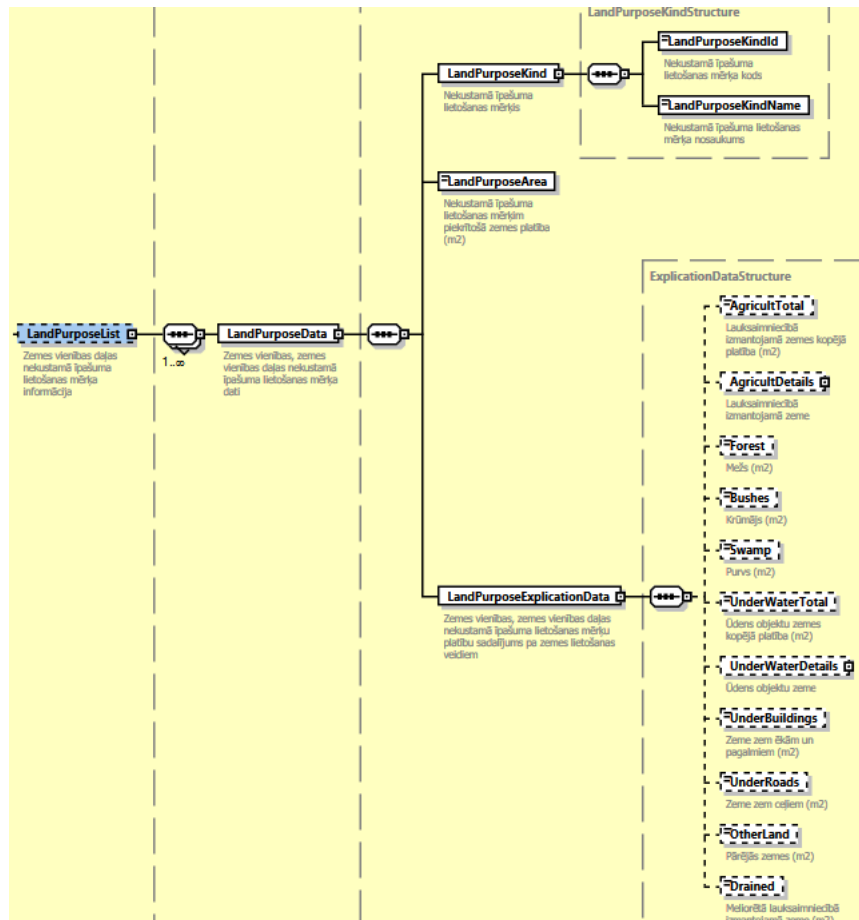 LandPurposeKindStructure
LandPurposeKind
Nekustamā īpašuma
lietošanas mērķis
LandPurposeKindId
Nekustamā īpašuma
lietošanas mērķa kods
LandPurposeKindName
Nekustamā īpašuma lietošanas
mērķa nosaukums
LandPurposeArea
Nekustamā īpašuma
lietošanas mērķim
piekrītošā zemes platība
(m2)
LandPurposeList
Zemes vienības daļas
nekustamā īpašuma
lietošanas mērķa
informācija
1..∞
LandPurposeData
Zemes vienības, zemes
vienības daļas nekustamā
īpašuma lietošanas mērķa
dati
LandPurposeExplicationData
Zemes vienības, zemes vienības daļas
nekustamā īpašuma lietošanas mērķu
platību sadalījums pa zemes lietošanas
veidiem
ExplicationDataStructure
AgricultTotal
Lauksaimniecībā
izmantojamā zemes kopējā
platība (m2)
AgricultDetails
Lauksaimniecībā
izmantojamā zeme
Forest
Mežs (m2)
Bushes
Krūmājs (m2)
Swamp
Purvs (m2)
UnderWaterTotal
Ūdens objektu zemes
kopējā platība (m2)
UnderWaterDetails
Ūdens objektu zeme
UnderBuildings
Zeme zem ēkām un
pagalmiem (m2)
UnderRoads
Zeme zem ceļiem (m2)
OtherLand
Pārējās zemes (m2)
Drained
Meliorētā lauksaimniecībā
izmantojamā zeme (m2)